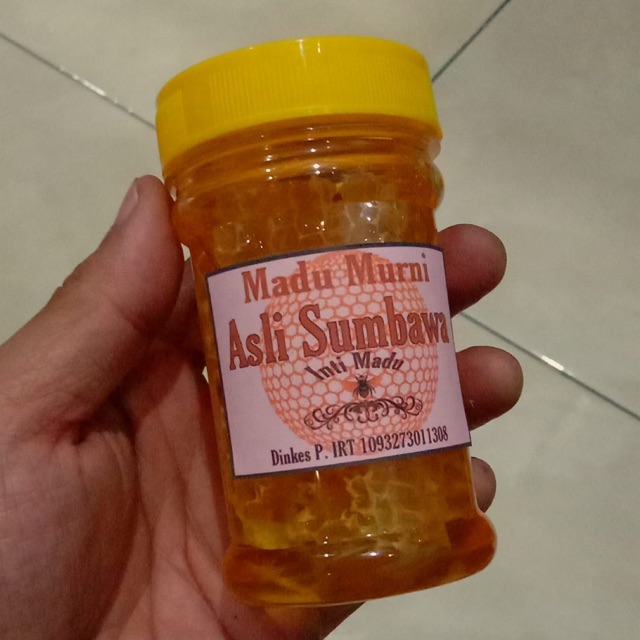 Madu Murni
Asli Sumbawa
Inti Madu
Dinkes P. IRT 1093273011308